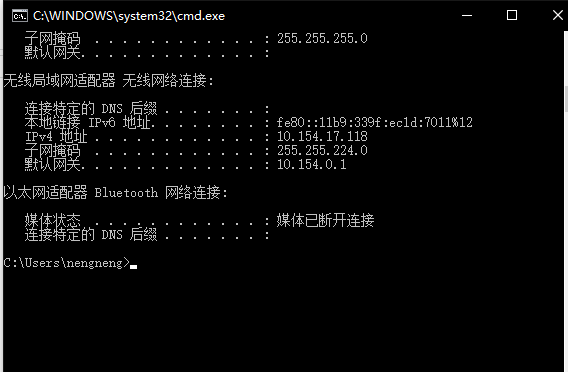 C:\WINDOWS\system32\cmd.exe
子网掩码 . . . . . . . . . . . . : 255.255.255.0
默认网关. . . . . . . . . . . . . :
无线局域网适配器 无线网络连接:
连接特定的 DNS 后缀 . . . . . . . :
本地链接 IPv6 地址. . . . . . . . : fe80::11b9:339f:ec1d:7011%12
IPv4 地址 . . . . . . . . . . . . : 10.154.17.118
子网掩码 . . . . . . . . . . . . : 255.255.224.0
默认网关. . . . . . . . . . . . . : 10.154.0.1
以太网适配器 Bluetooth 网络连接:
媒体状态 . . . . . . . . . . . . : 媒体已断开连接
连接特定的 DNS 后缀 . . . . . . . :
C:\Users\nengneng>